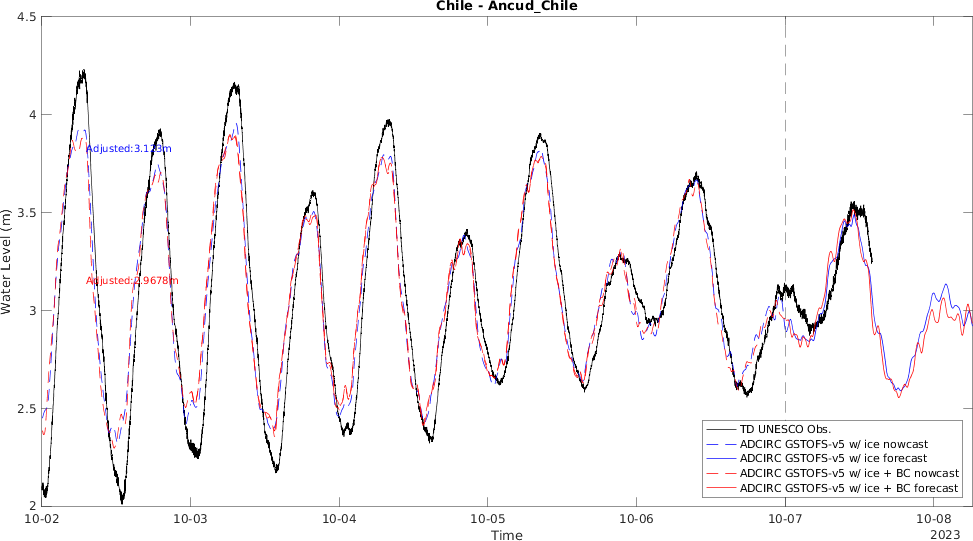 Chile - Ancud_Chile
4.5
4
3.5
3
2.5
2
Water Level (m)
Adjusted:3.123m
Adjusted:2.9678m
TD UNESCO Obs.
ADCIRC GSTOFS-v5 w/ ice nowcast
ADCIRC GSTOFS-v5 w/ ice forecast
ADCIRC GSTOFS-v5 w/ ice + BC nowcast
ADCIRC GSTOFS-v5 w/ ice + BC forecast
10-02 10-03 10-04 10-05 10-06 10-07 10-08
2023
Time